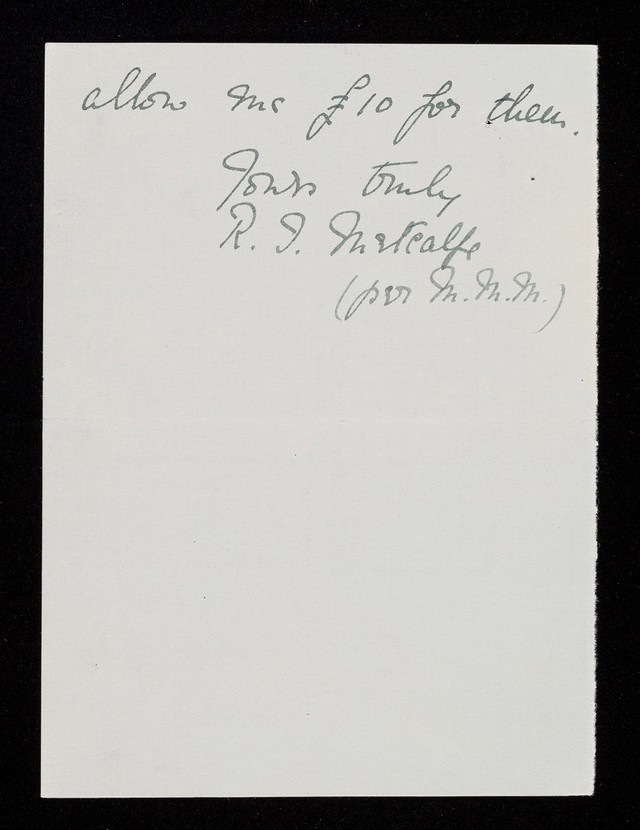 allow me £10 for them.
Yours truly
R. J. Metcalfe
(per M.M.M.)